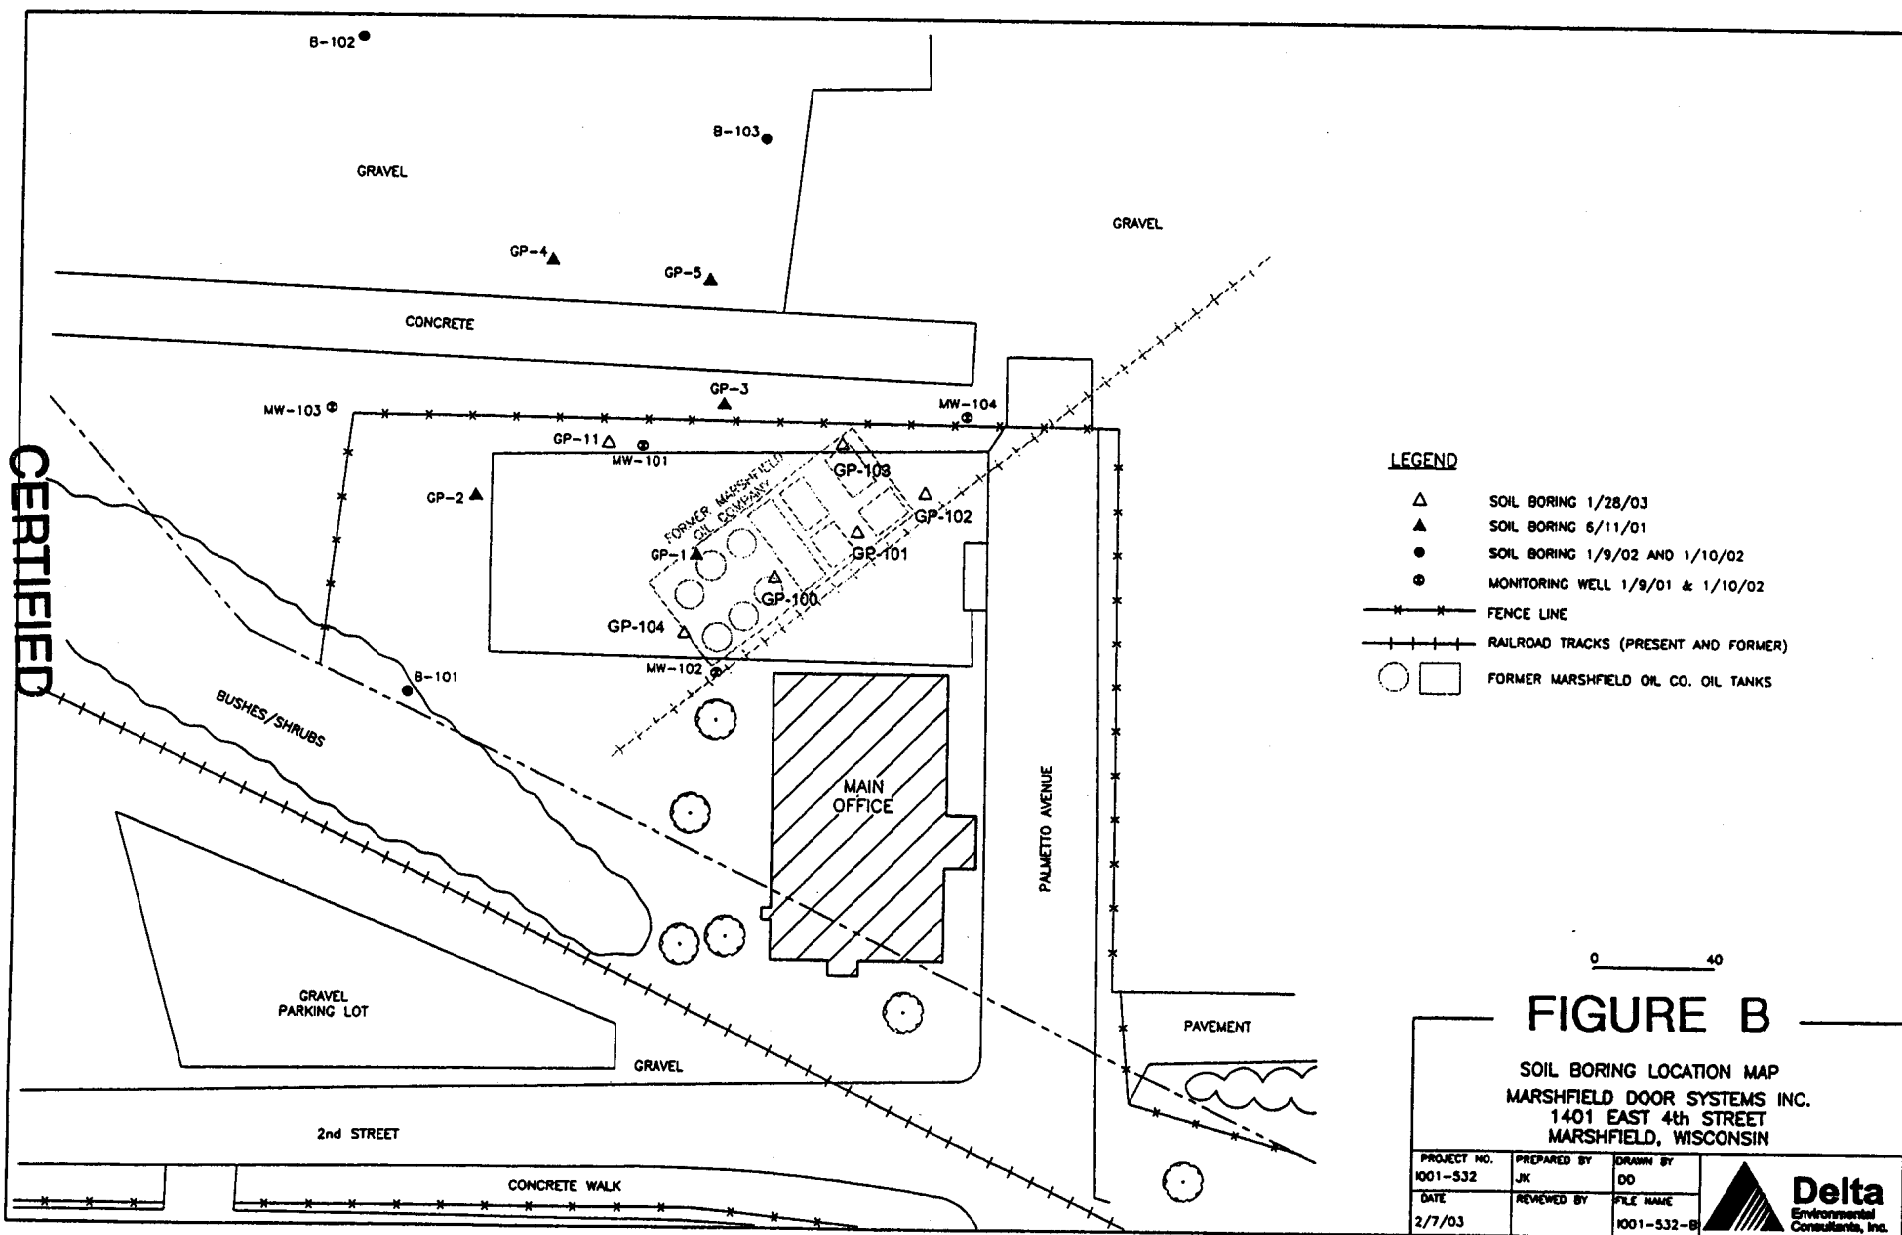 B-102
B-103
GRAVEL
GRAVEL
GP-4
GP-5
CONCRETE
GP-3
MW-103
MW-104
GP-11
MW-101
GP-103
FORMER MARSHFIELD
OIL COMPANY
GP-2
GP-102
GP-1
GP-101
GP-100
GP-104
MW-102
B-101
CERTIFIED
BUSHES/SHRUBS
MAIN
OFFICE
PALMETTO AVENUE
GRAVEL
PARKING LOT
GRAVEL
PAVEMENT
2nd STREET
CONCRETE WALK
LEGEND
SOIL BORING 1/28/03
SOIL BORING 6/11/01
SOIL BORING 1/9/02 AND 1/10/02
MONITORING WELL 1/9/01 & 1/10/02
FENCE LINE
RAILROAD TRACKS (PRESENT AND FORMER)
FORMER MARSHFIELD OIL CO. OIL TANKS
0 40
FIGURE B
SOIL BORING LOCATION MAP
MARSHFIELD DOOR SYSTEMS INC.
1401 EAST 4th STREET
MARSHFIELD, WISCONSIN
PROJECT NO. PREPARED BY DRAWN BY
I001-532 JK DD
DATE REVIEWED BY FILE NAME
2/7/03 I001-532-B
Delta
Environmental
Consultants, Inc.